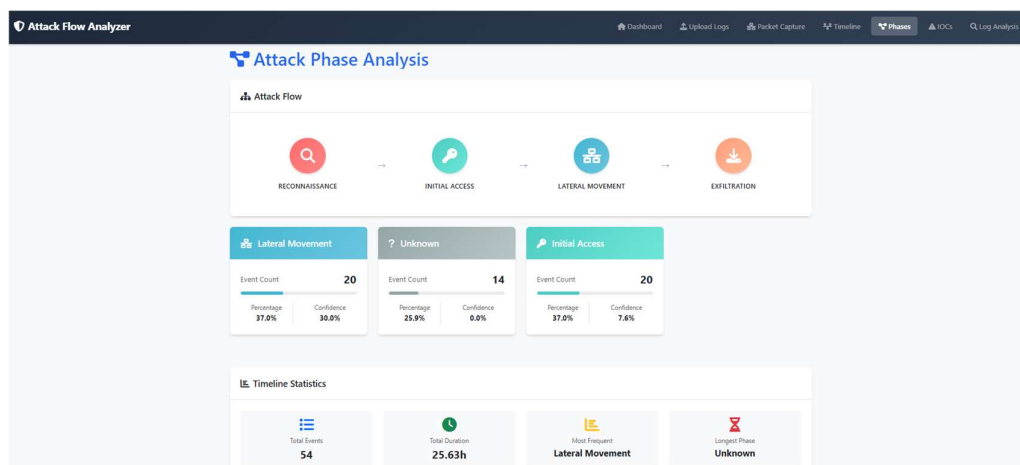 Attack Flow Analyzer
Dashboard Upload Logs Packet Capture Timeline Phases IOCs Log Analysis
Attack Phase Analysis
Attack Flow
→ → →
RECONNAISSANCE INITIAL ACCESS LATERAL MOVEMENT EXFILTRATION
Lateral Movement ? Unknown Initial Access
Event Count 20 Event Count 14 Event Count 20
Percentage Confidence Percentage Confidence Percentage Confidence
37.0% 30.0% 25.9% 0.0% 37.0% 7.6%
Timeline Statistics
Total Events Total Duration Most Frequent Longest Phase
54 25.63h Lateral Movement Unknown